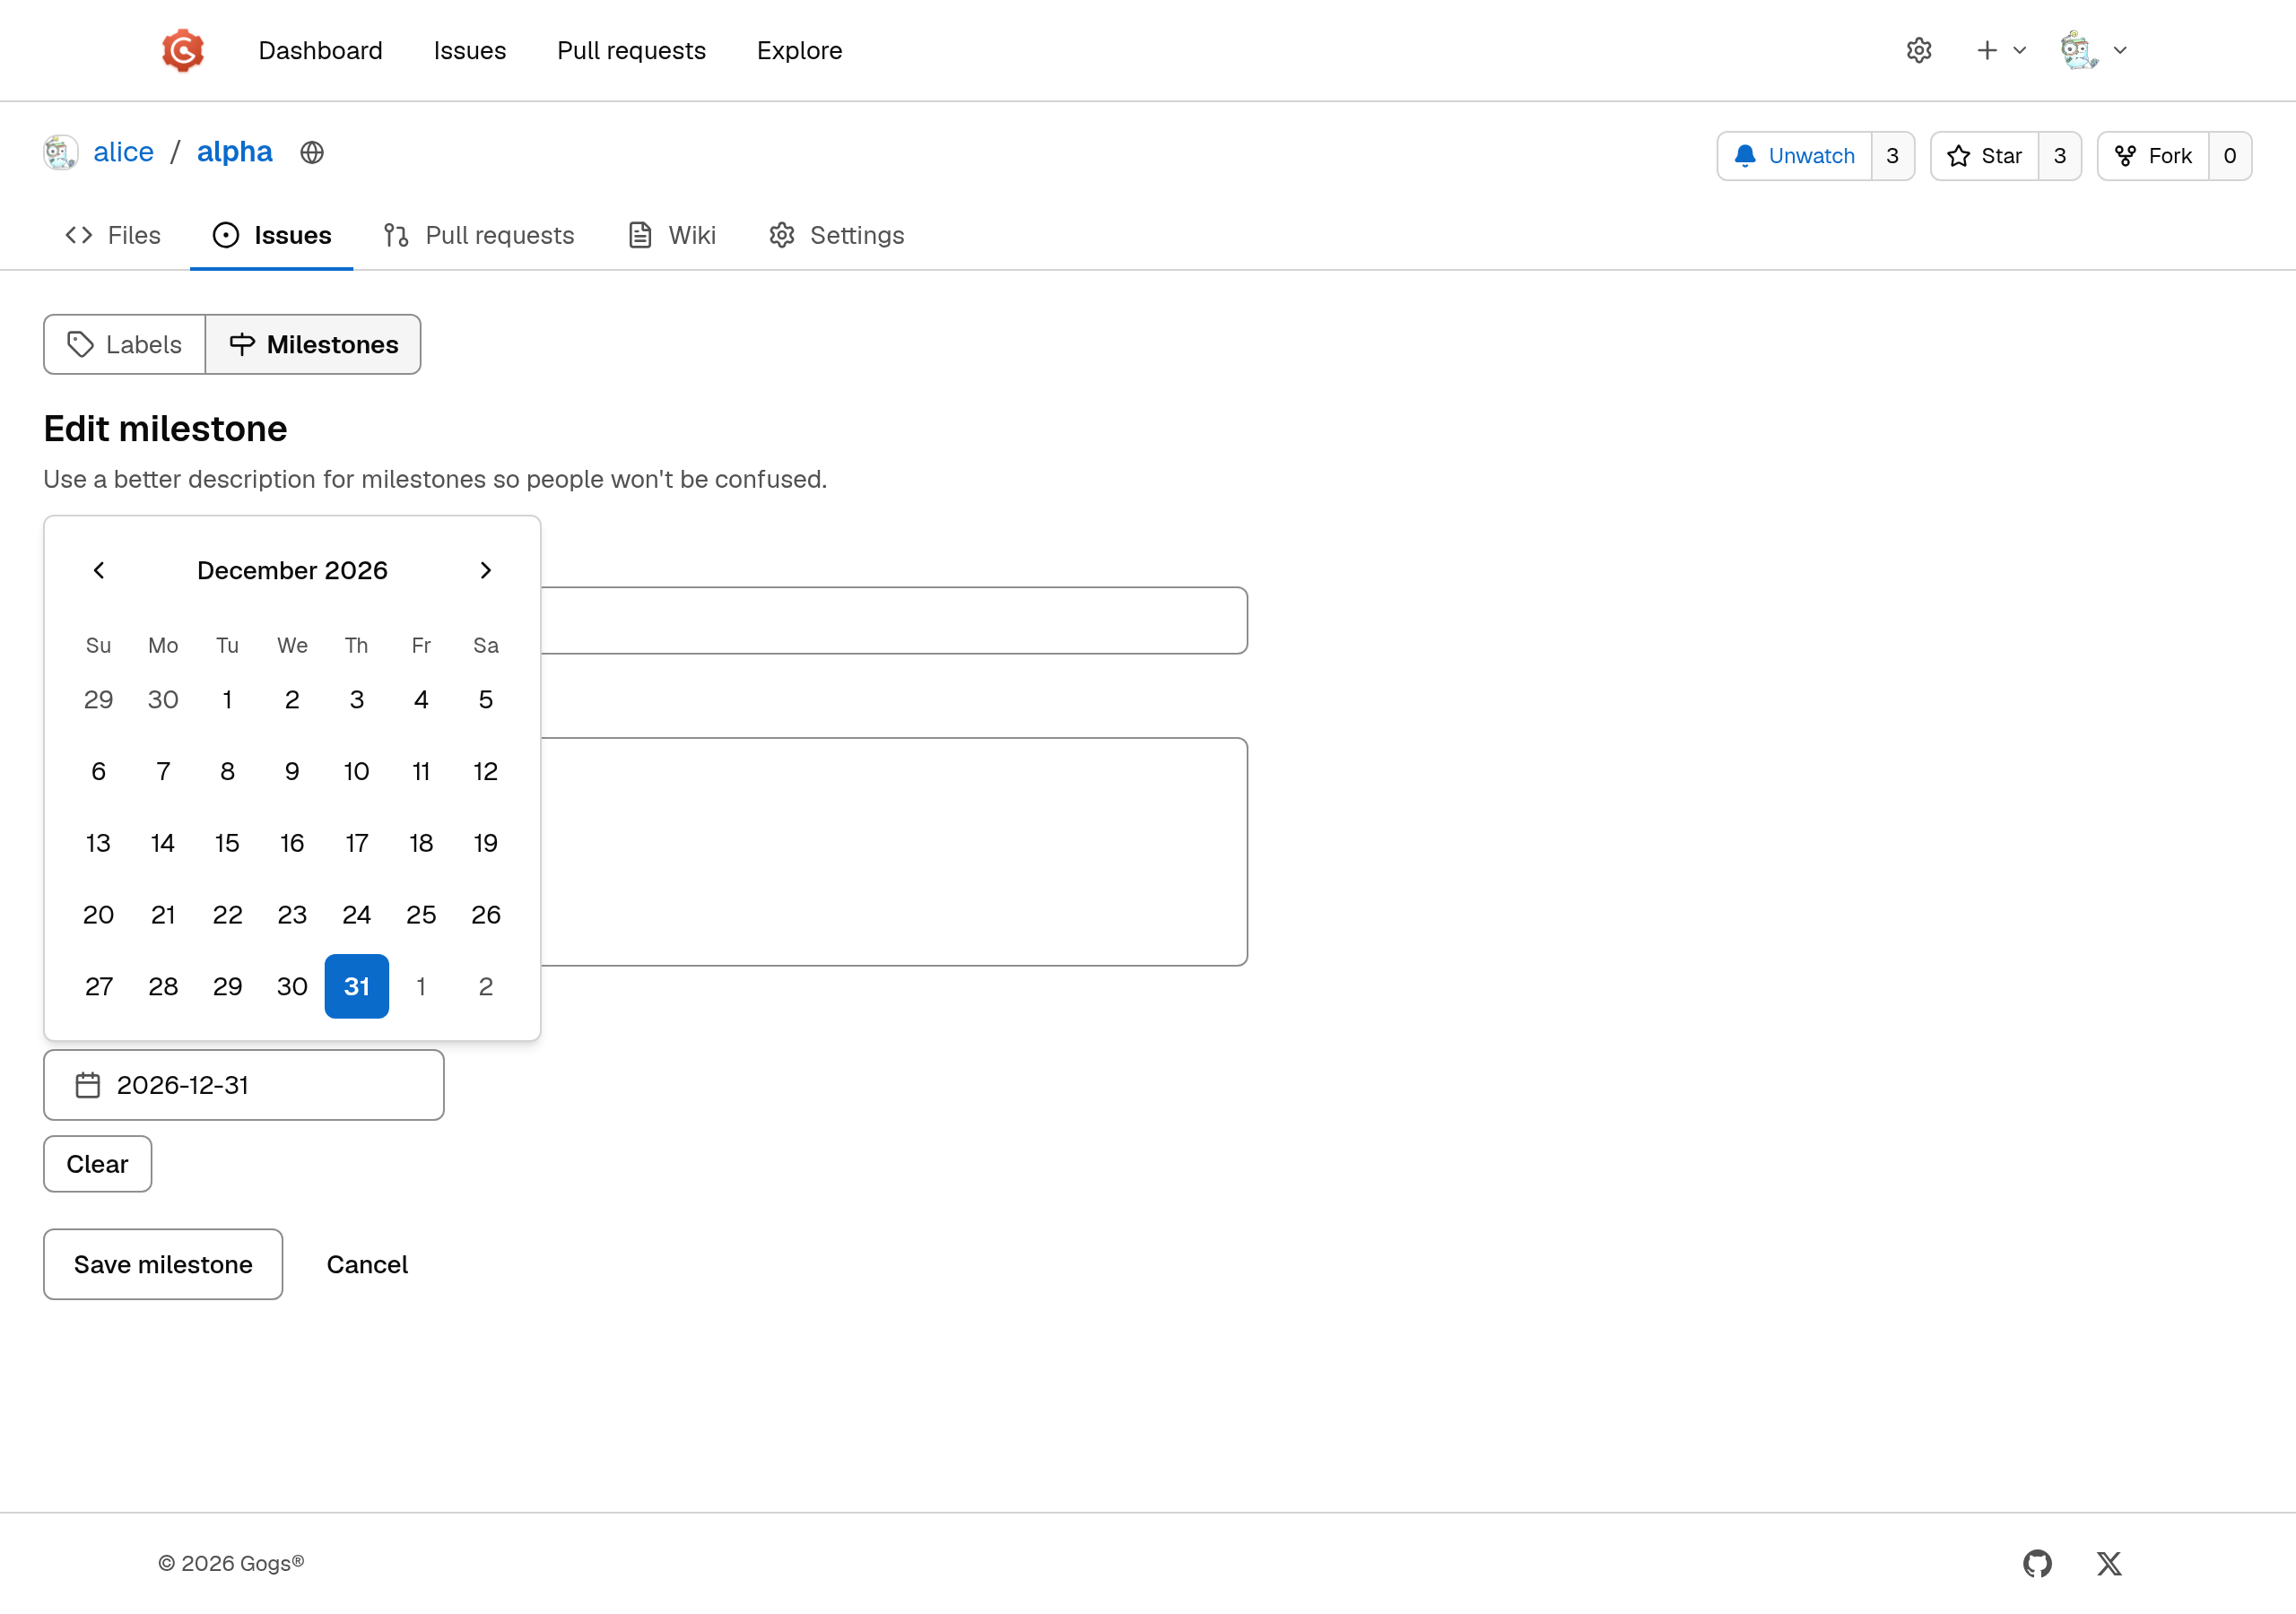 Dashboard Issues Pull requests Explore
alice / alpha
Unwatch 3 Star 3 Fork 0
Files Issues Pull requests Wiki Settings
Labels Milestones
Edit milestone
Use a better description for milestones so people won't be confused.
December 2026
Su Mo Tu We Th Fr Sa
29 30 1 2 3 4 5
6 7 8 9 10 11 12
13 14 15 16 17 18 19
20 21 22 23 24 25 26
27 28 29 30 31 1 2
2026-12-31
Clear
Save milestone Cancel
© 2026 Gogs®